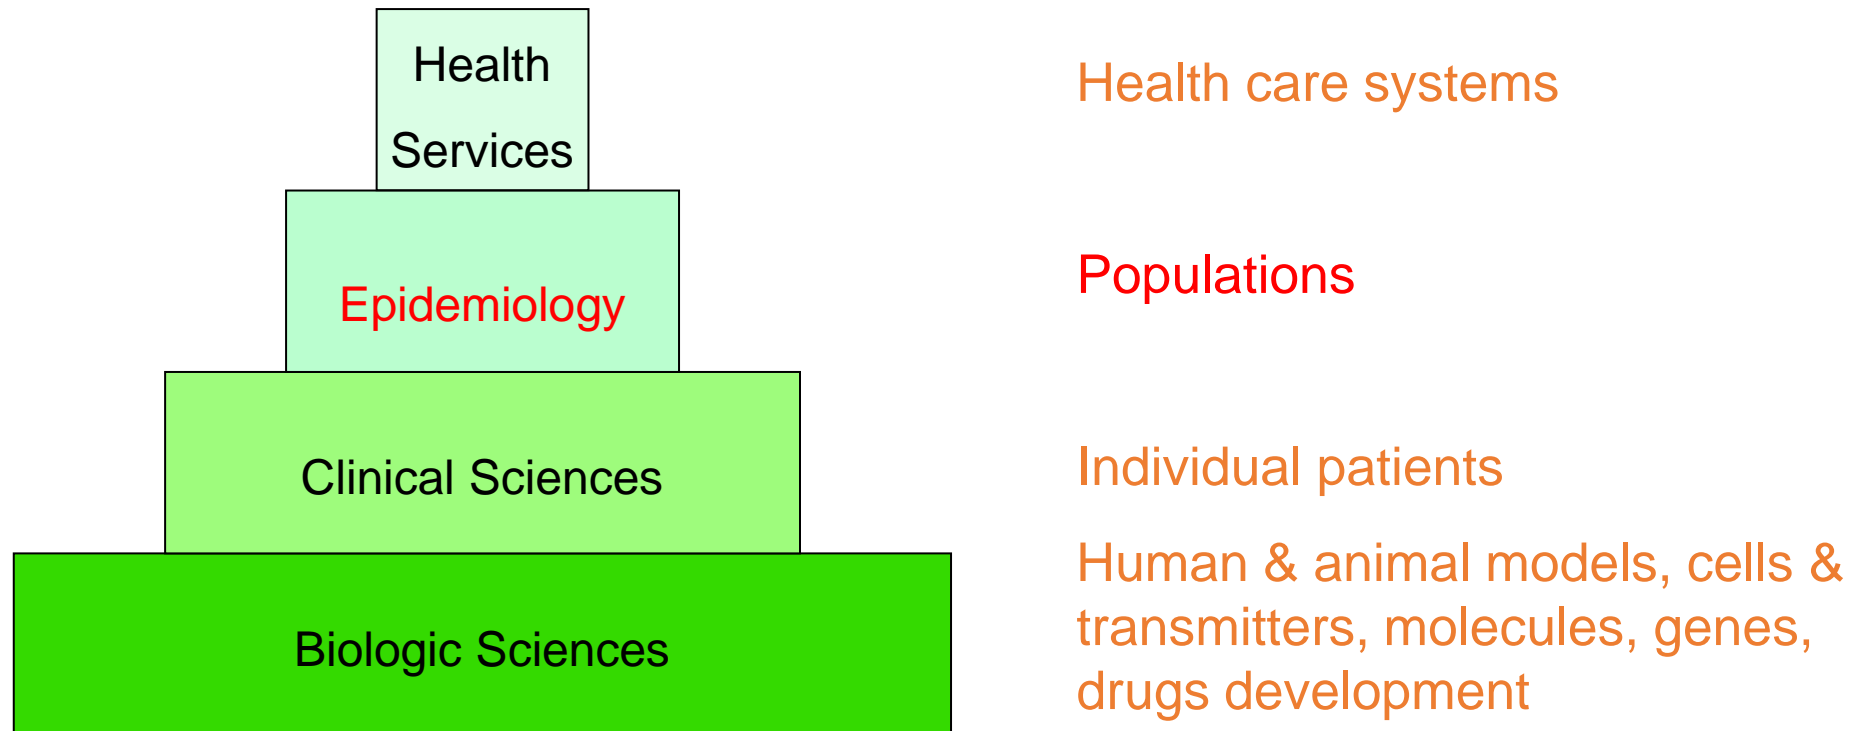 Health
Services
Health care systems
Epidemiology
Populations
Clinical Sciences
Individual patients
Biologic Sciences
Human & animal models, cells &
transmitters, molecules, genes,
drugs development